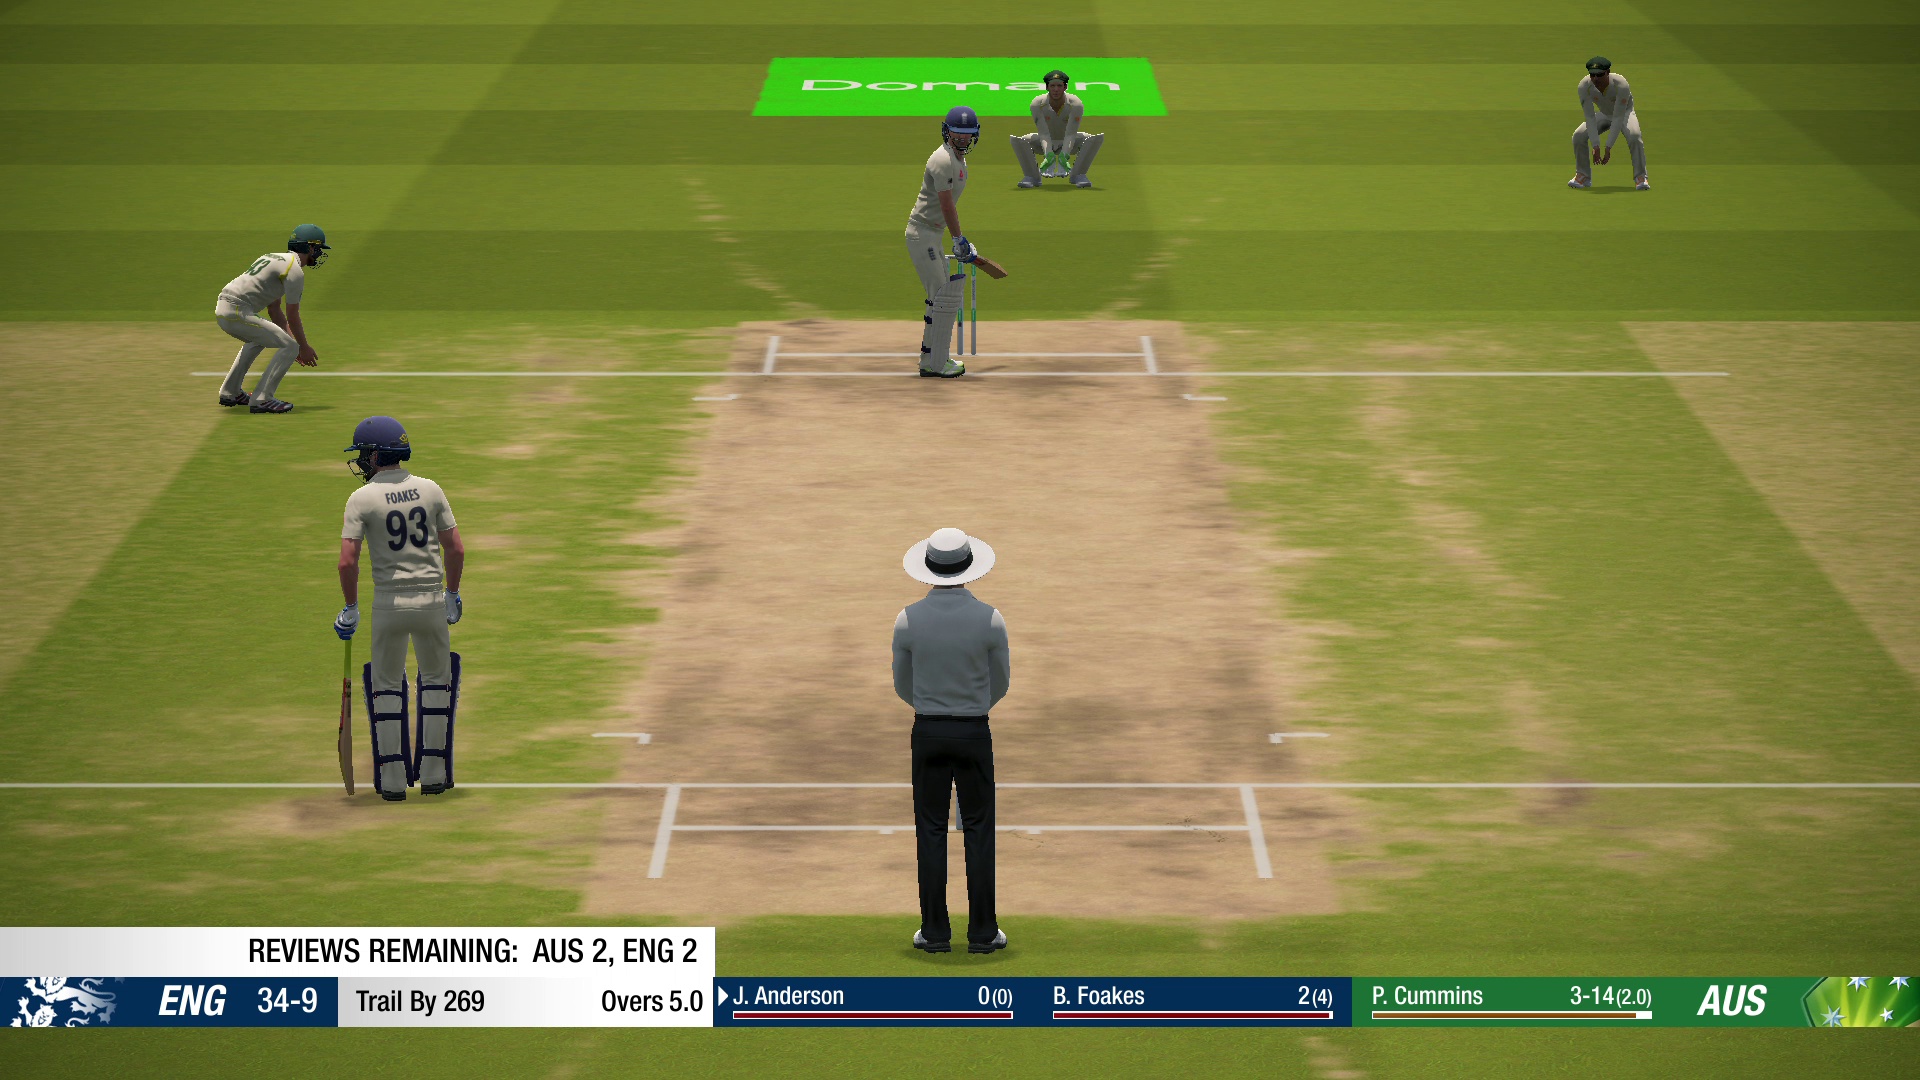 Domain
FOAKES
93
REVIEWS REMAINING: AUS 2, ENG 2
ENG 34-9 Trail By 269 Overs 5.0 J. Anderson 0(0) B. Foakes 2(4) P. Cummins 3-14(2.0) AUS